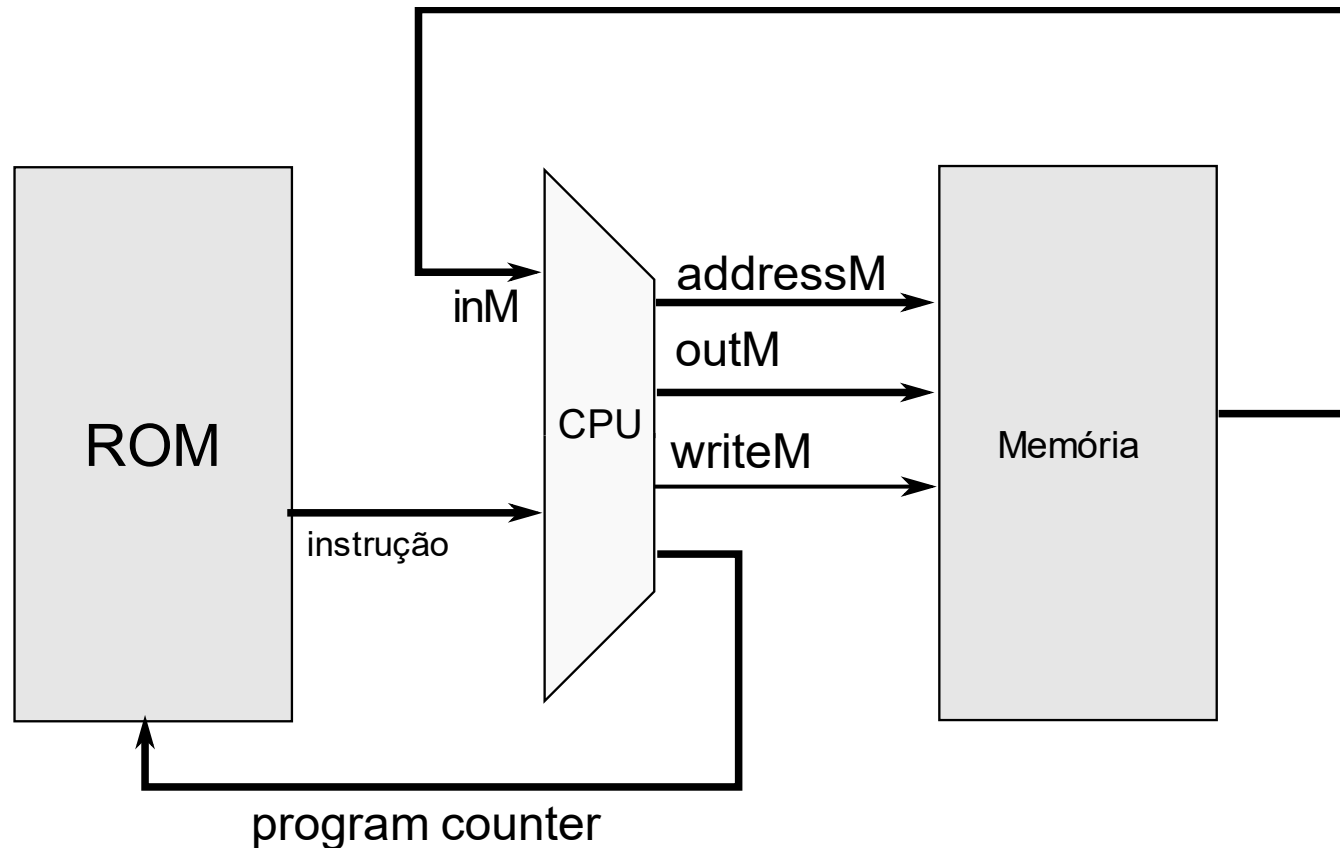 addressM
inM
outM
CPU
ROM
writeM
Memória
instrução
program counter